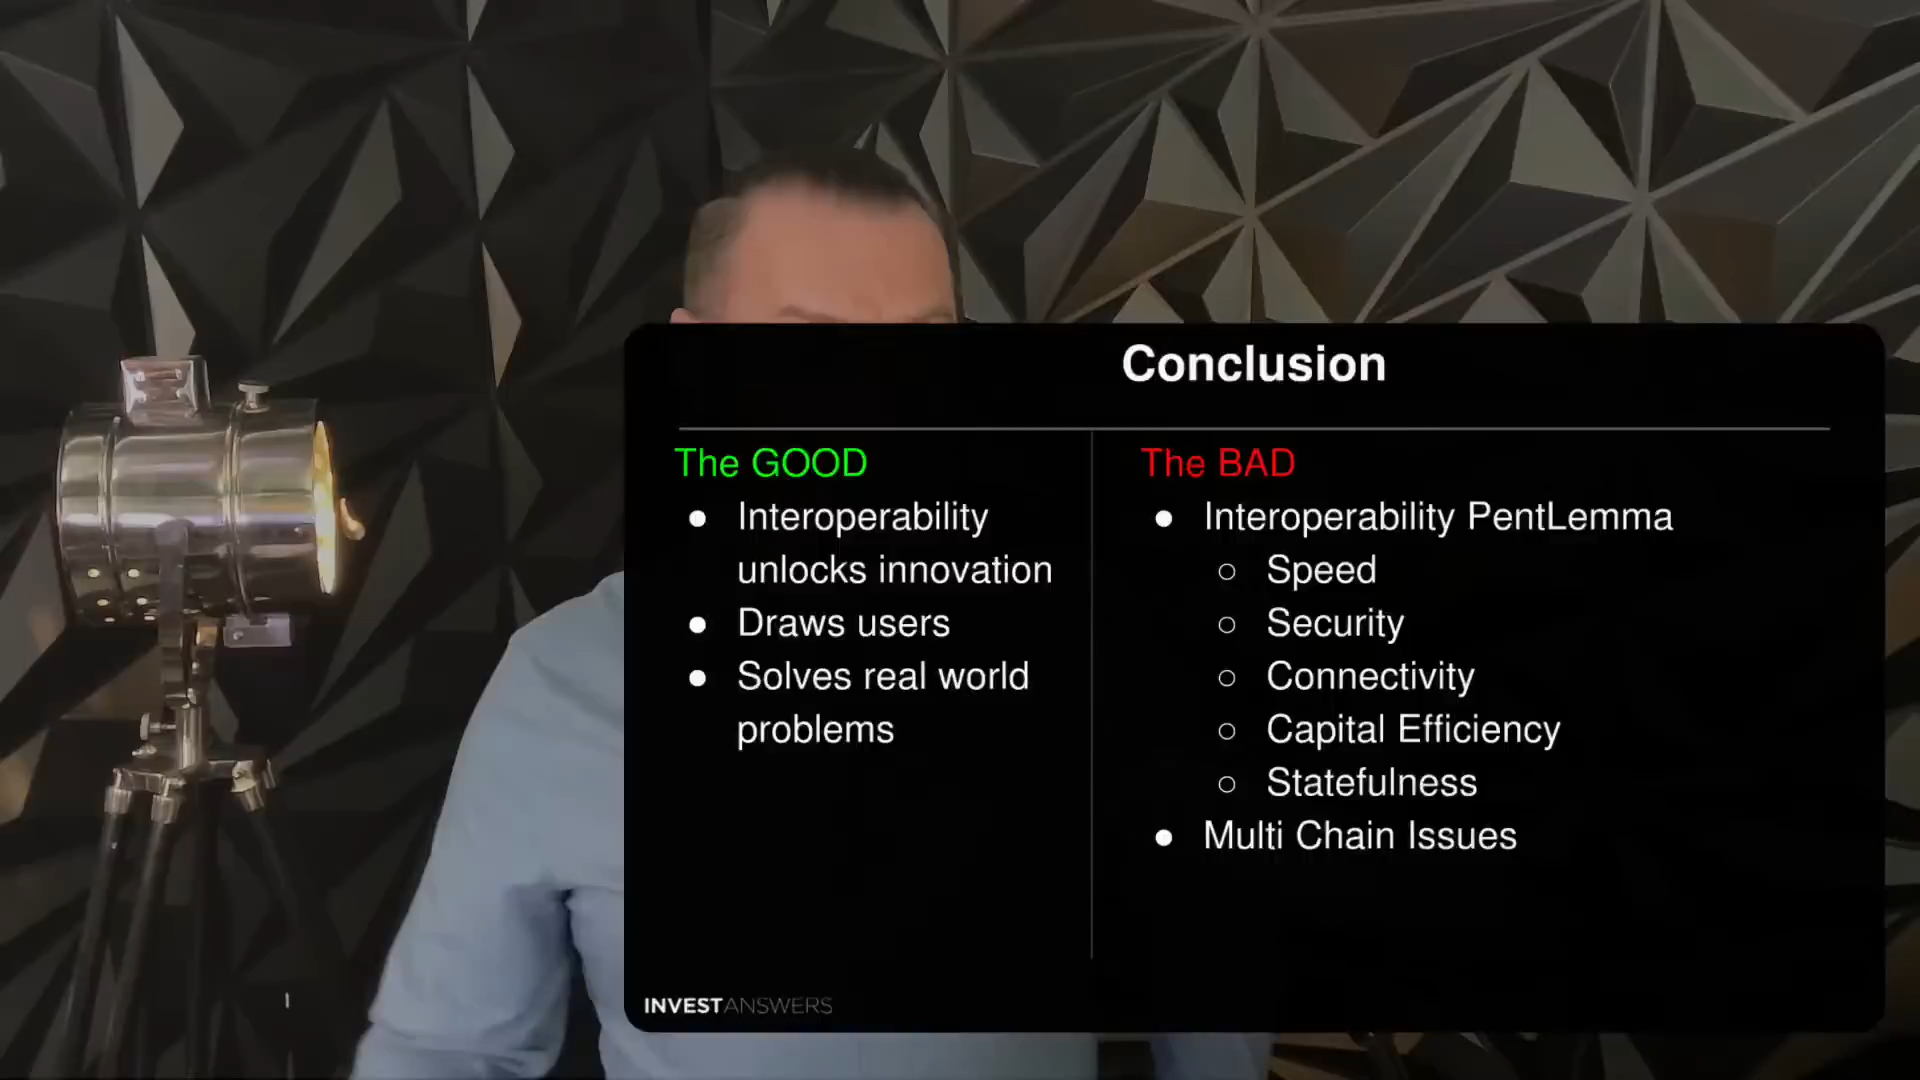 Conclusion
The GOOD
● Interoperability
unlocks innovation
● Draws users
● Solves real world
problems
The BAD
● Interoperability PentLemma
○ Speed
○ Security
○ Connectivity
○ Capital Efficiency
○ Statefulness
● Multi Chain Issues
INVESTANSWERS